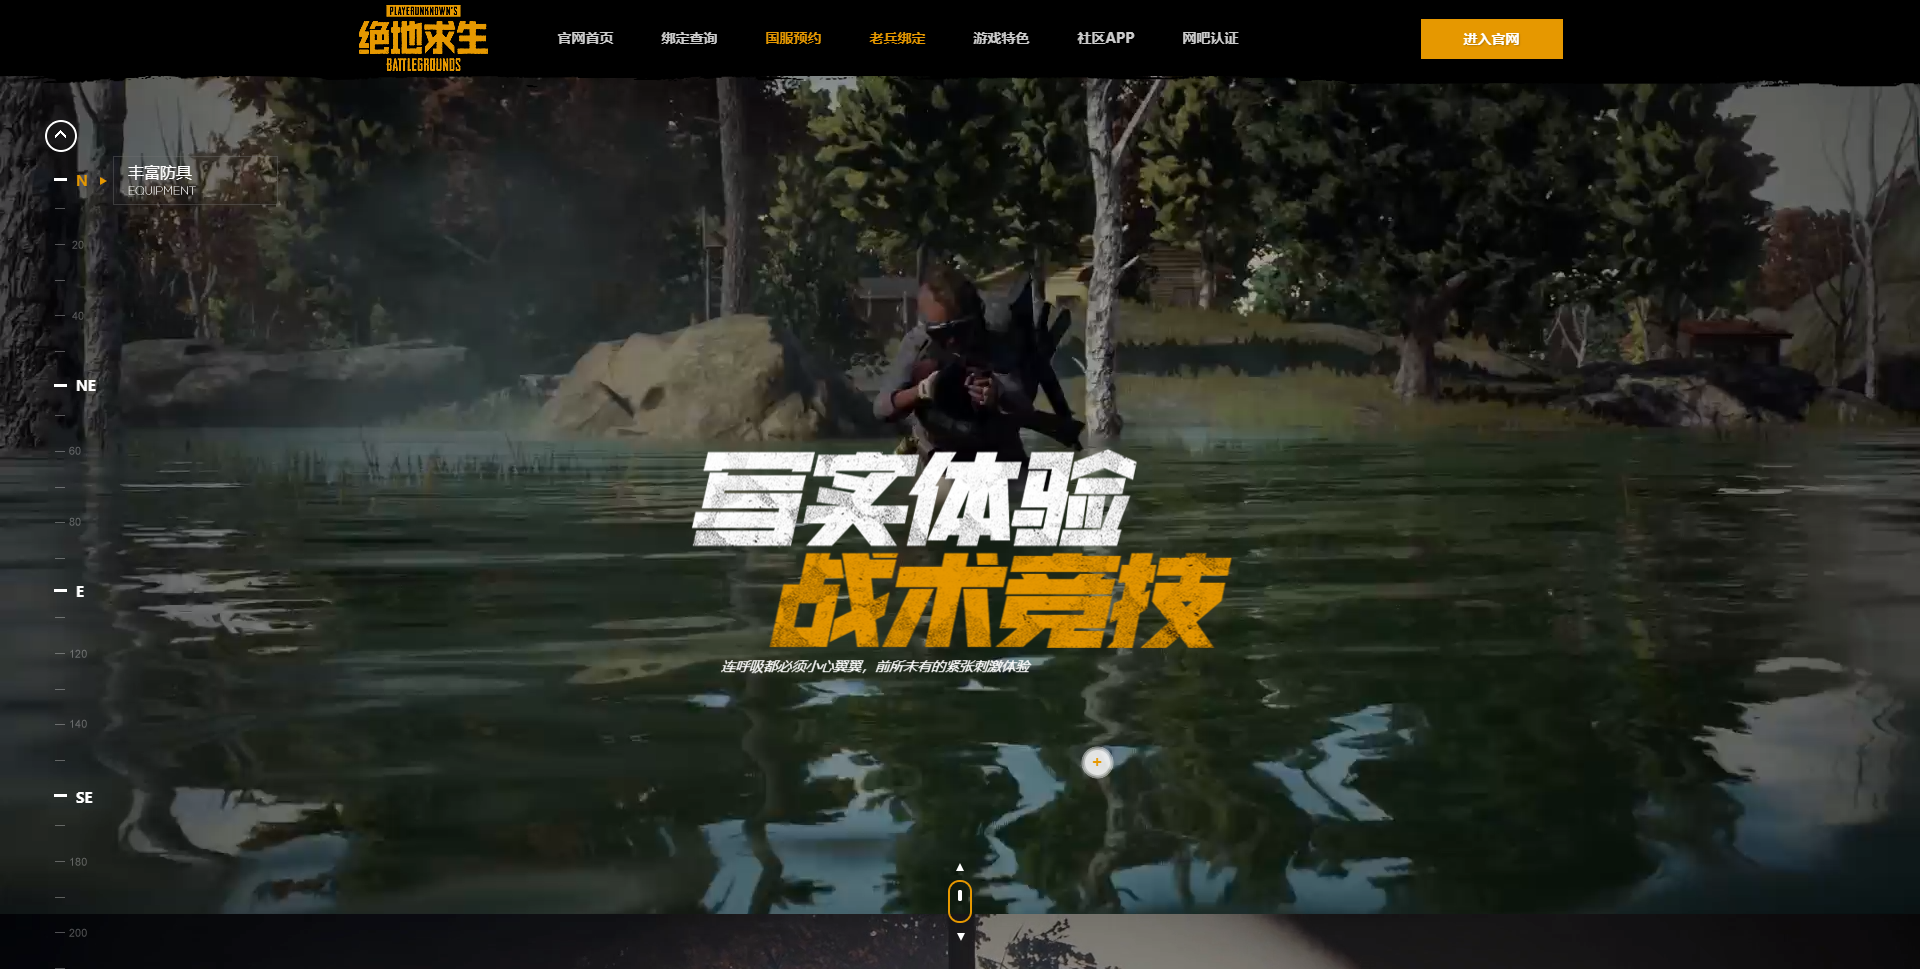 PLAYERUNKNOWN'S
绝地求生
BATTLEGROUNDS
官网首页 绑定查询 国服预约 老兵绑定 游戏特色 社区APP 网吧认证
进入官网
N
丰富防具
EQUIPMENT
20
40
NE
60
80
写实体验
战术竞技
连呼吸都必须小心翼翼，前所未有的紧张刺激体验
E
120
140
+
SE
180
200